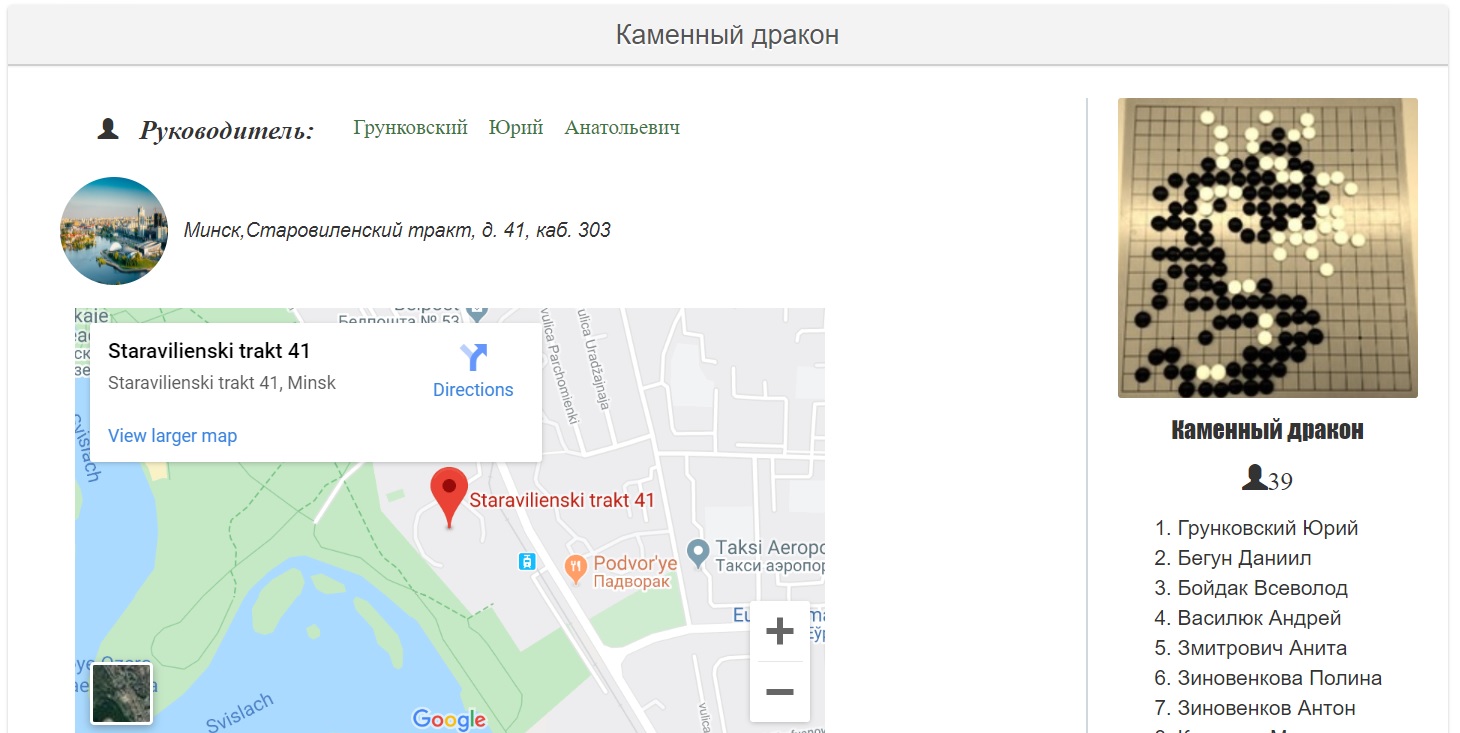 Каменный дракон
Руководитель: Грунковский Юрий Анатольевич
Минск,Старовиленский тракт, д. 41, каб. 303
Белпошта № 53
Staravilienski trakt 41
Staravilienski trakt 41, Minsk
Directions
View larger map
vulica Parchomienki
vulica Uradžajnaja
Svislach
Staravilienski trakt 41
Taksi Aeropo
Такси аэропор
Podvor'ye
Падворак
Svislach
Google
Каменный дракон
39
1. Грунковский Юрий
2. Бегун Даниил
3. Бойдак Всеволод
4. Василюк Андрей
5. Змитрович Анита
6. Зиновенкова Полина
7. Зиновенков Антон